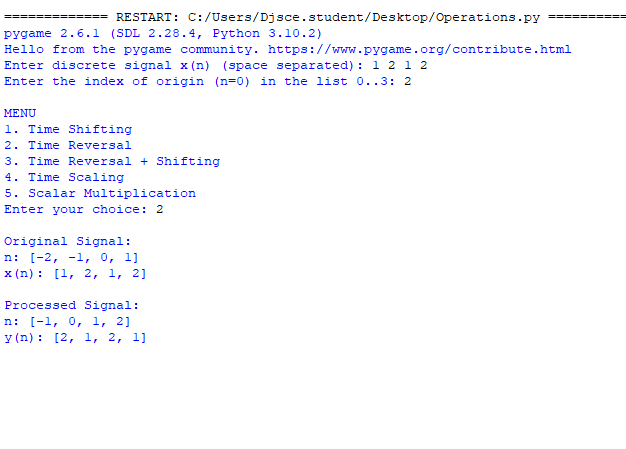 ============= RESTART: C:/Users/Djsce.student/Desktop/Operations.py ==========
pygame 2.6.1 (SDL 2.28.4, Python 3.10.2)
Hello from the pygame community. https://www.pygame.org/contribute.html
Enter discrete signal x(n) (space separated): 1 2 1 2
Enter the index of origin (n=0) in the list 0..3: 2
MENU
1. Time Shifting
2. Time Reversal
3. Time Reversal + Shifting
4. Time Scaling
5. Scalar Multiplication
Enter your choice: 2
Original Signal:
n: [-2, -1, 0, 1]
x(n): [1, 2, 1, 2]
Processed Signal:
n: [-1, 0, 1, 2]
y(n): [2, 1, 2, 1]